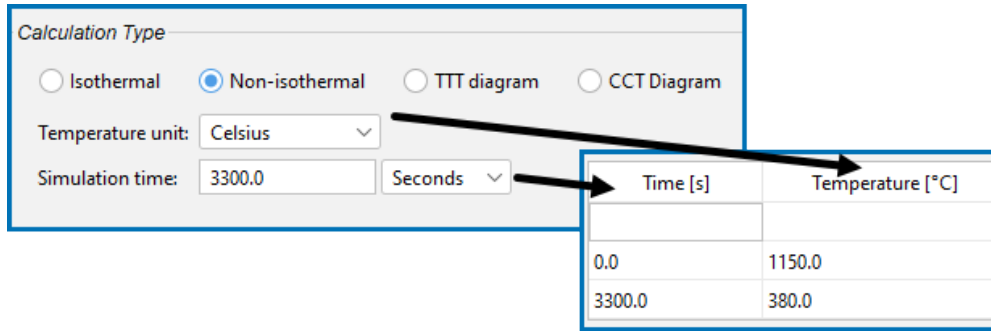 Calculation Type
Isothermal Non-isothermal TTT diagram CCT Diagram
Temperature unit: Celsius
Simulation time: 3300.0 Seconds
Time [s] Temperature [°C]
0.0 1150.0
3300.0 380.0